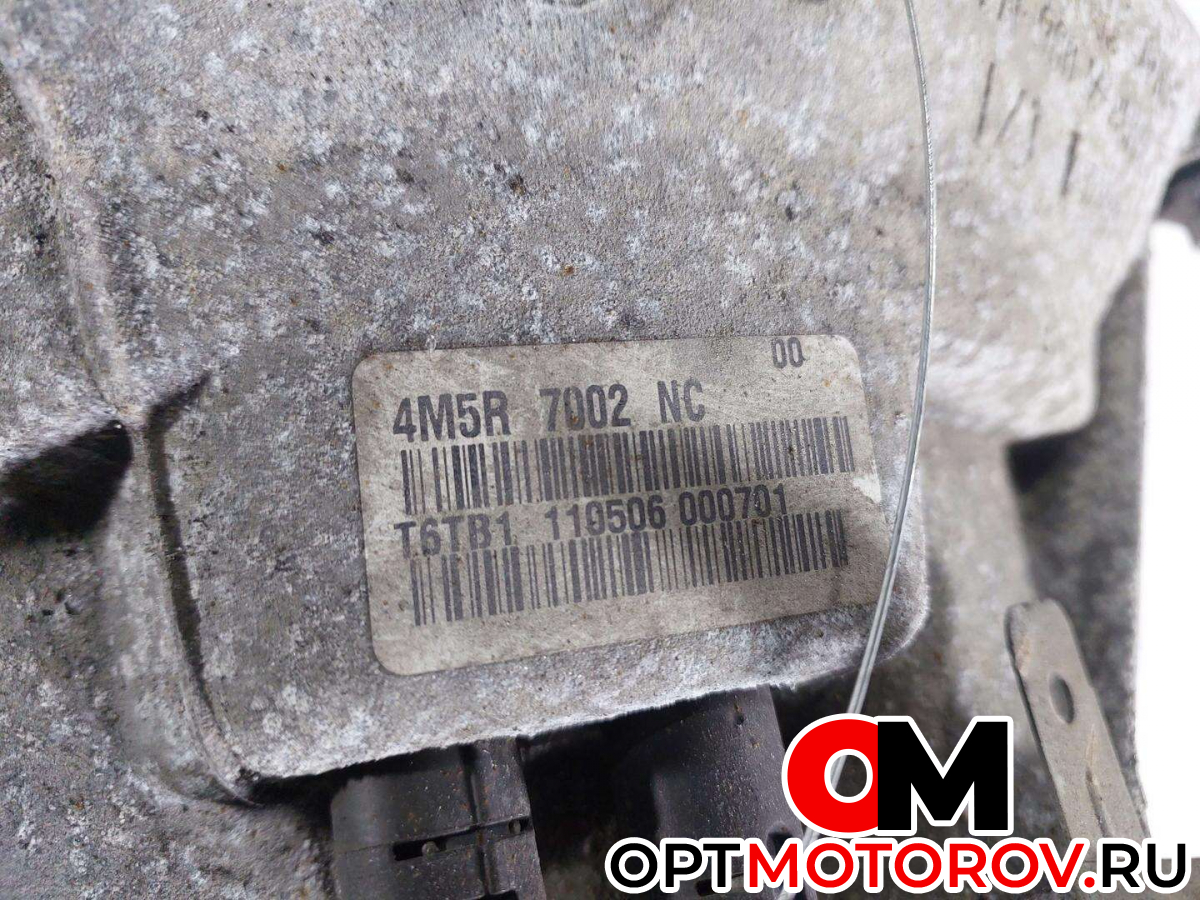 00
4M5R 7002 NC
T6TB1 110506 000701
OM
OPTMOTOROV.RU